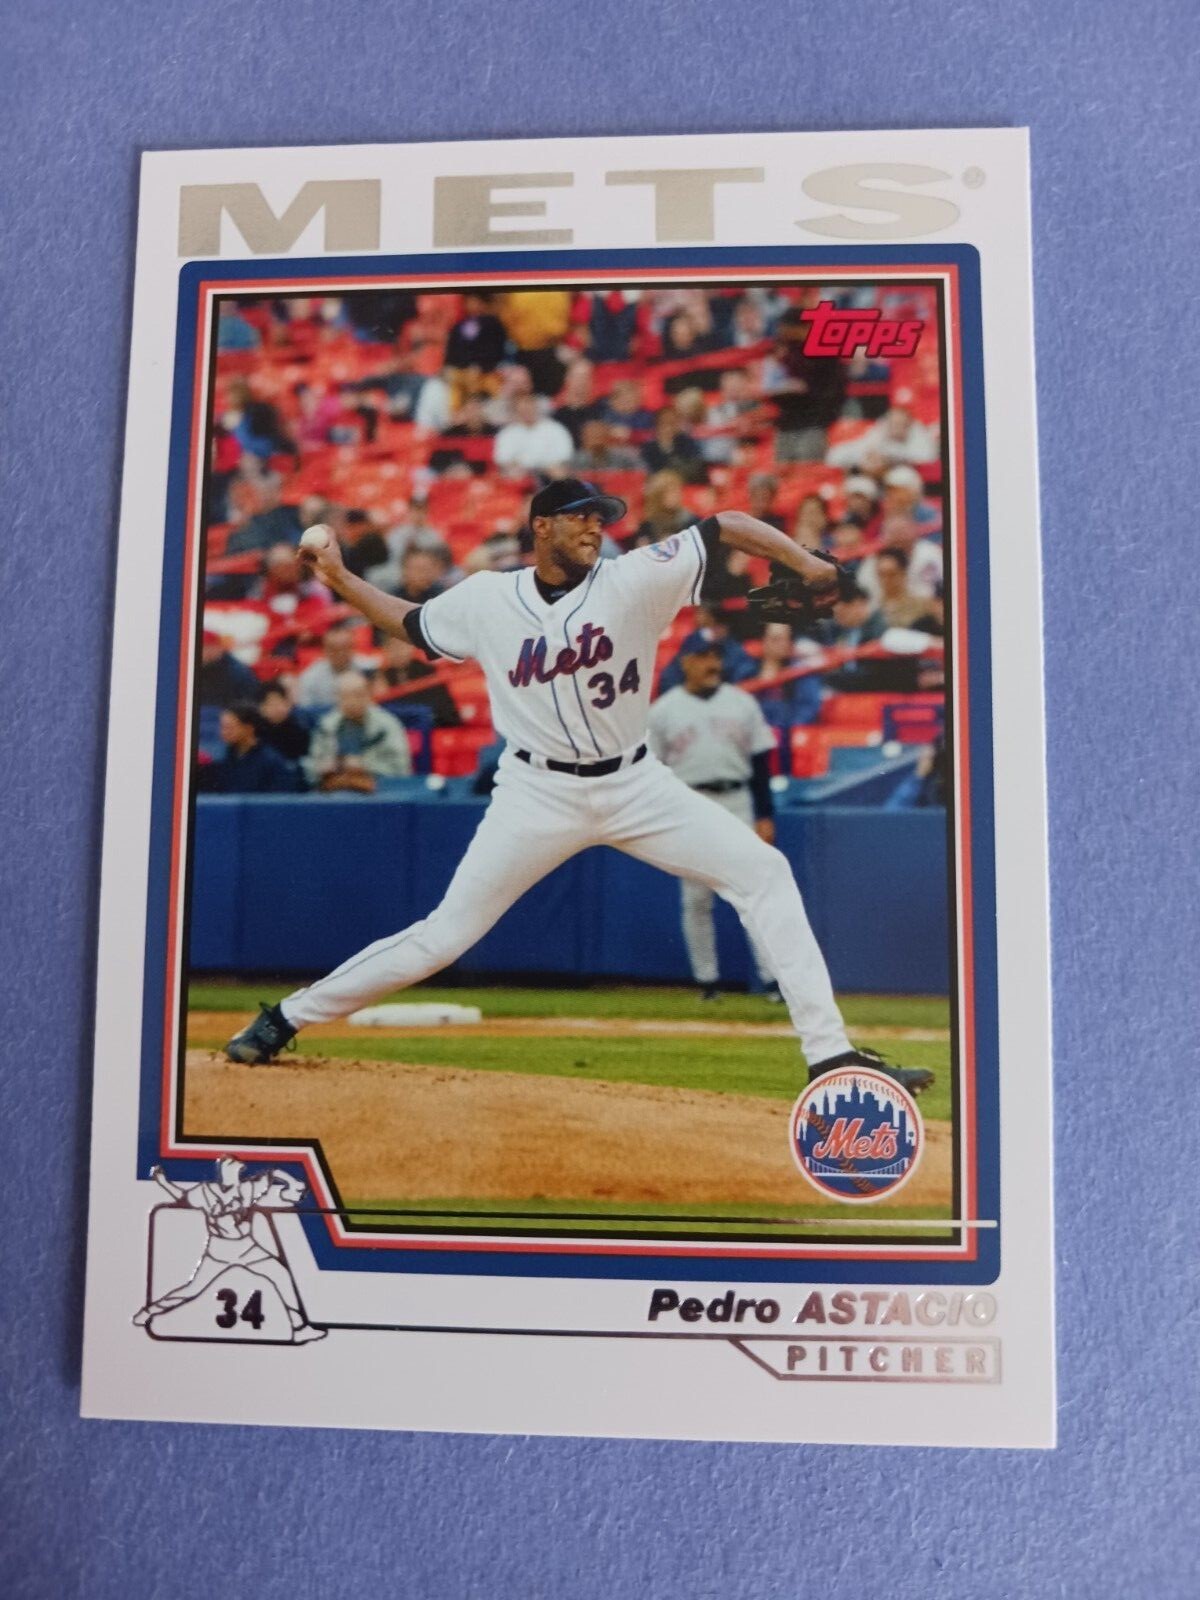 METS®
Topps
Mets
34
Mets
34
Pedro ASTACIO
PITCHER